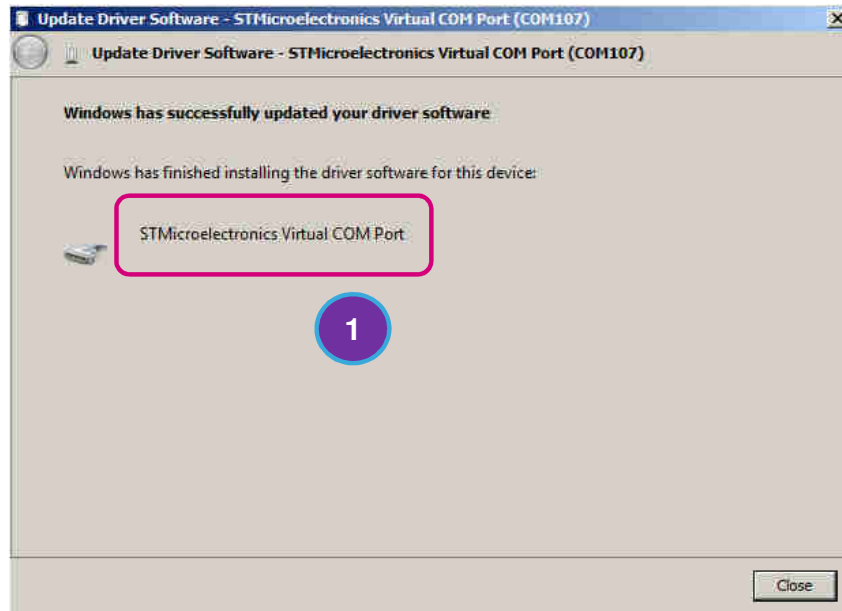 Update Driver Software - STMicroelectronics Virtual COM Port (COM107)
Update Driver Software - STMicroelectronics Virtual COM Port (COM107)
Windows has successfully updated your driver software
Windows has finished installing the driver software for this device:
STMicroelectronics Virtual COM Port
1
Close